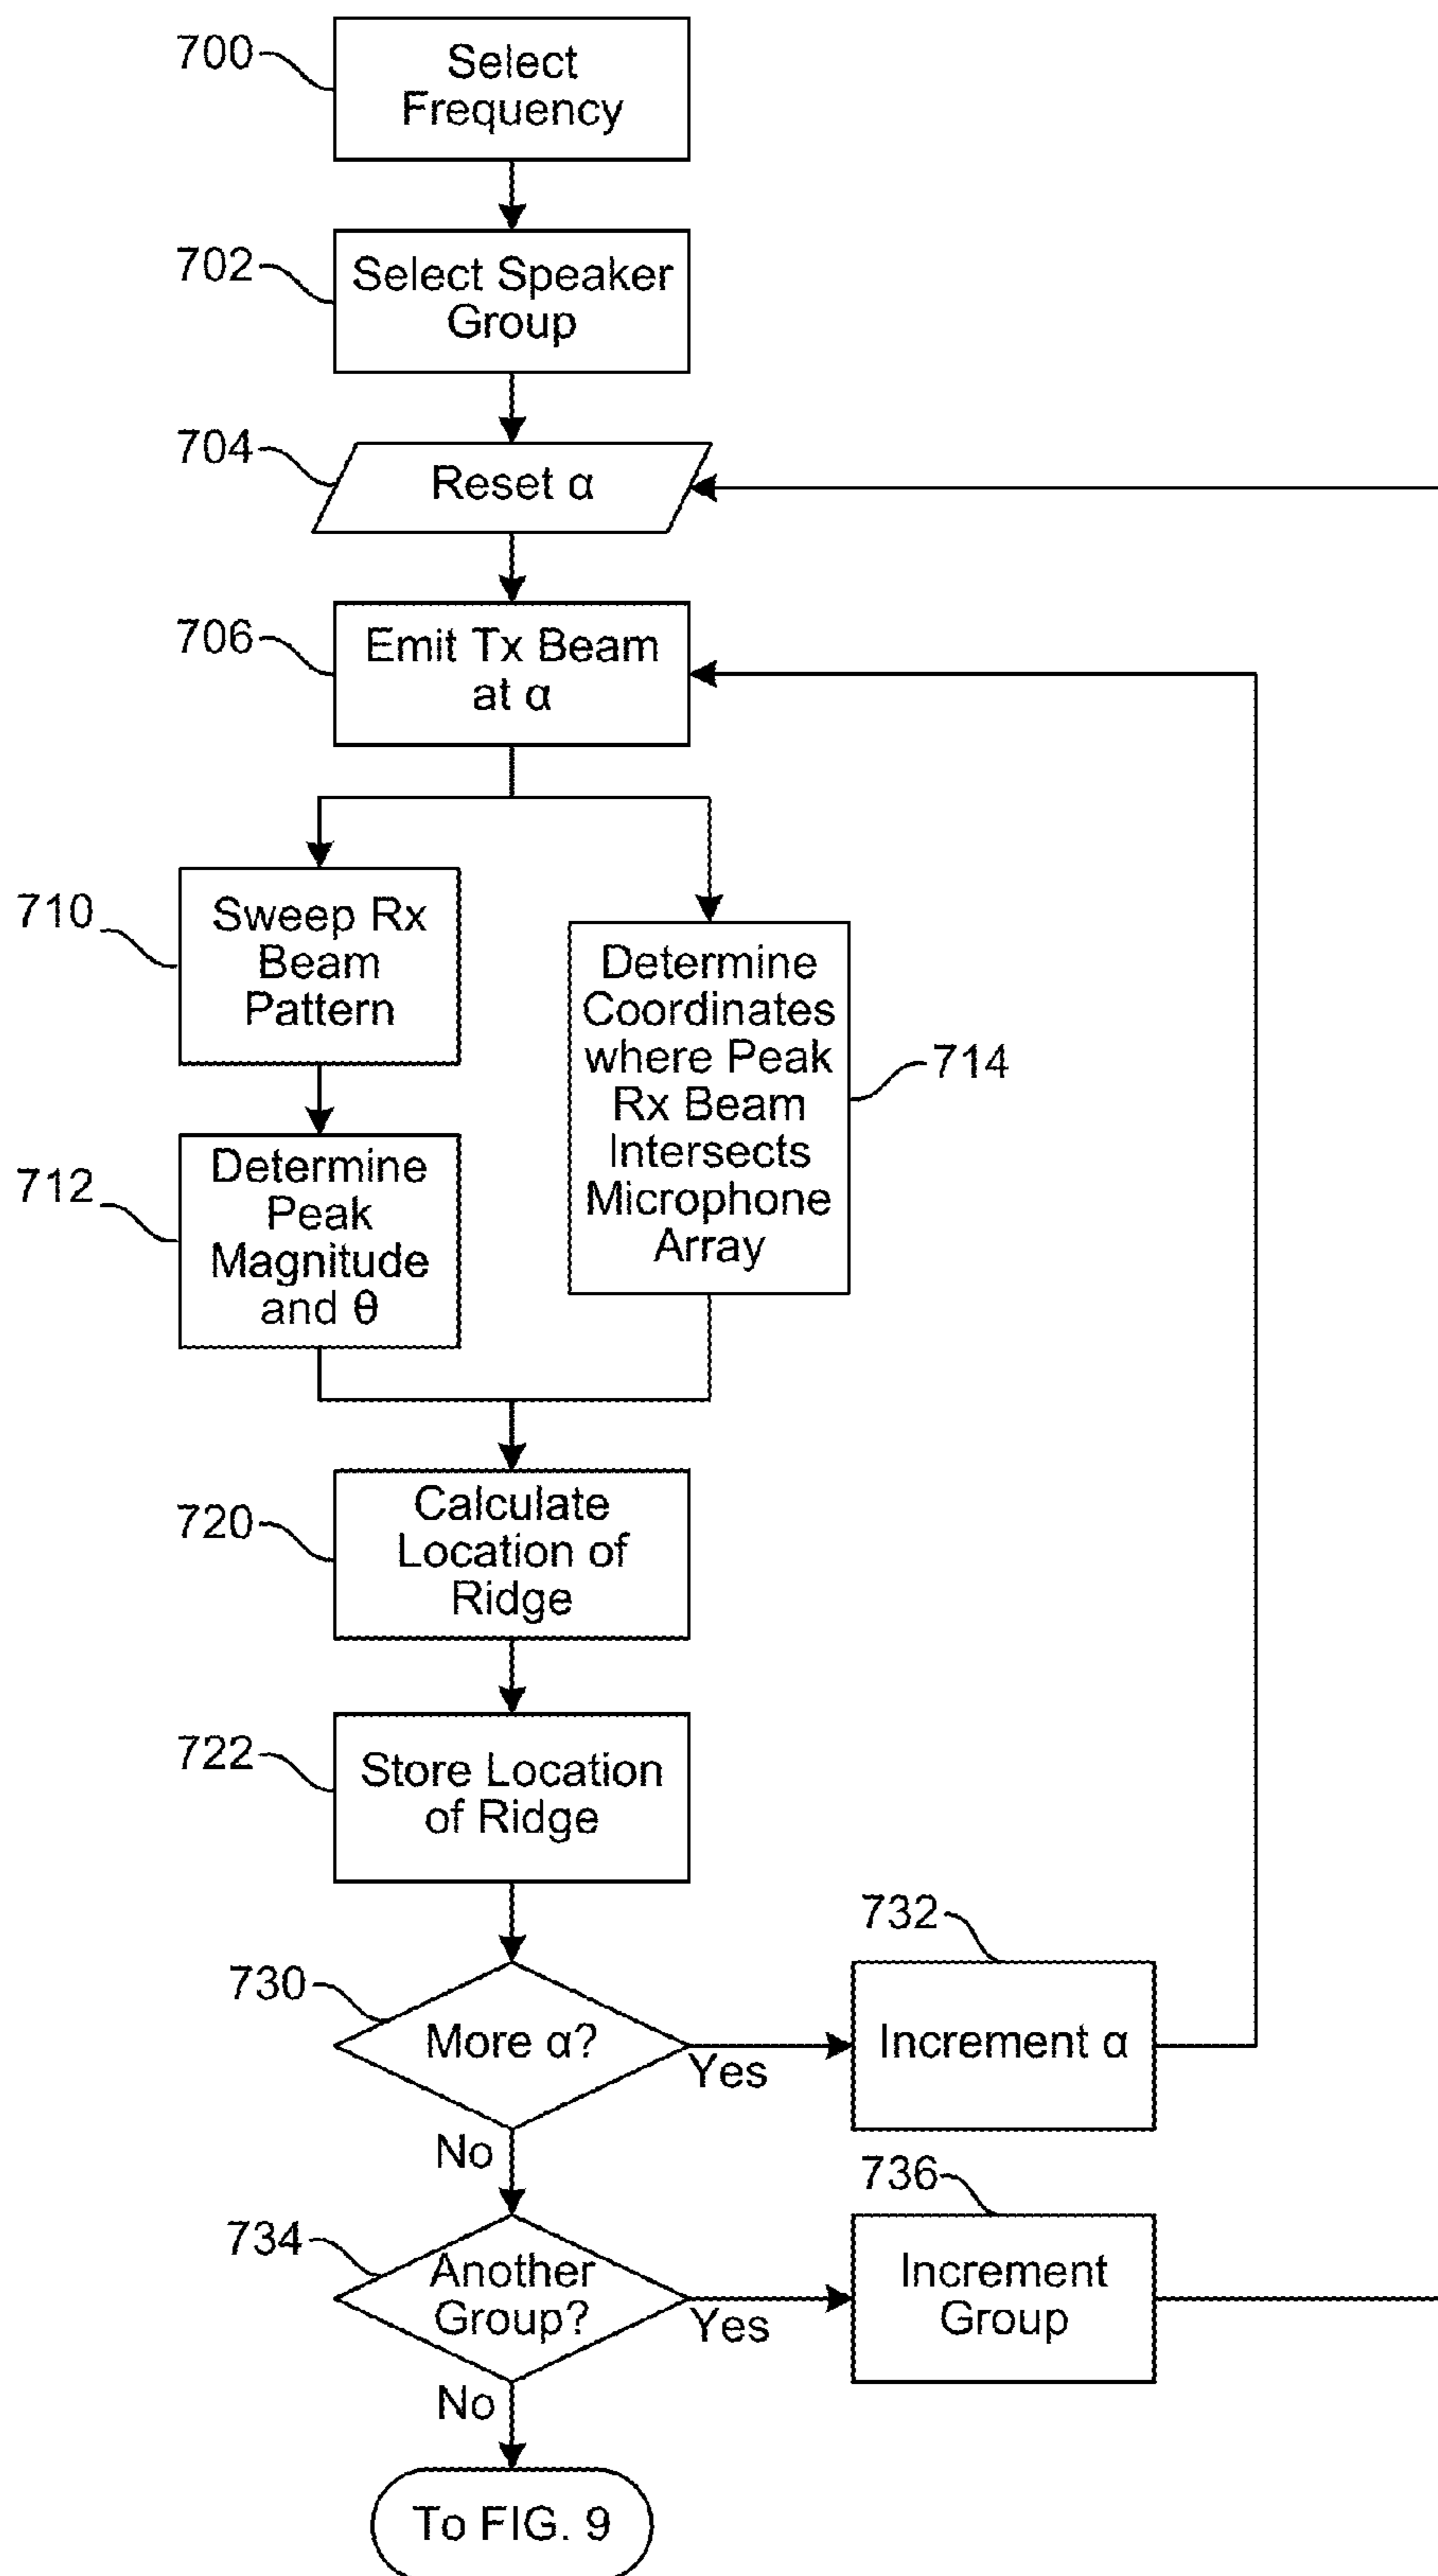 700
Select
Frequency
702
Select Speaker
Group
704
Reset α
706
Emit Tx Beam
at α
710
Sweep Rx
Beam
Pattern
712
Determine
Peak
Magnitude
and θ
Determine
Coordinates
where Peak
Rx Beam
Intersects
Microphone
Array
714
720
Calculate
Location of
Ridge
722
Store Location
of Ridge
730
More α?
Yes
732
Increment α
No
734
Another
Group?
Yes
736
Increment
Group
No
To FIG. 9